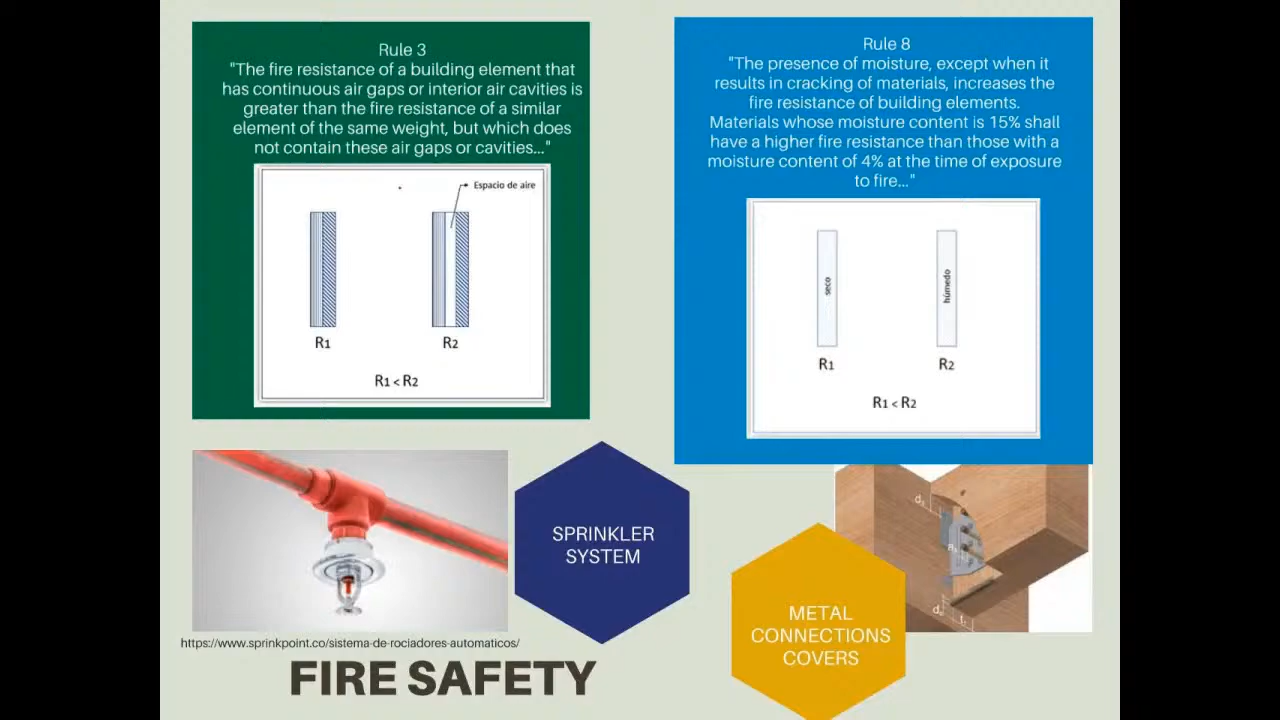 Rule 3
"The fire resistance of a building element that
has continuous air gaps or interior air cavities is
greater than the fire resistance of a similar
element of the same weight, but which does
not contain these air gaps or cavities..."
Espacio de aire
R1
R2
R1 < R2
Rule 8
"The presence of moisture, except when it
results in cracking of materials, increases the
fire resistance of building elements.
Materials whose moisture content is 15% shall
have a higher fire resistance than those with a
moisture content of 4% at the time of exposure
to fire..."
seco
húmedo
R1
R2
R1 < R2
SPRINKLER
SYSTEM
METAL
CONNECTIONS
COVERS
https://www.sprinkpoint.co/sistema-de-rociadores-automaticos/
FIRE SAFETY